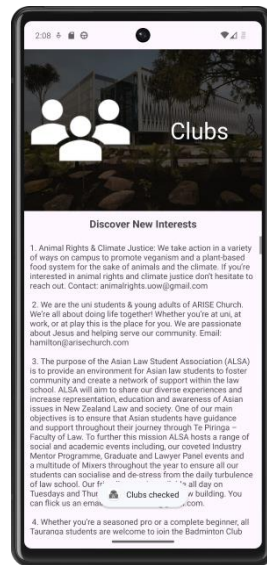 2:08
Clubs
Discover New Interests
1. Animal Rights & Climate Justice: We take action in a variety
of ways on campus to promote veganism and a plant-based
food system for the sake of animals and the climate. If you're
interested in animal rights and climate justice don't hesitate to
reach out. Contact: animalrights.uow@gmail.com
2. We are the uni students & young adults of ARISE Church.
We're all about doing life together! Whether you're at uni, at
work, or at play this is the place for you. We are passionate
about Jesus and helping serve our community. Email:
hamilton@arisechurch.com
3. The purpose of the Asian Law Student Association (ALSA)
is to provide an environment for Asian law students to foster
community and create a network of support within the law
school. ALSA will aim to share our diverse experiences and
increase representation, education and awareness of Asian
issues in New Zealand Law and society. One of our main
objectives is to ensure that Asian students have guidance
and support throughout their journey through Te Piringa –
Faculty of Law. To further this mission ALSA hosts a range of
social and academic events including, our coveted Industry
Mentor Programme, Graduate and Lawyer Panel events and
a multitude of Mixers throughout the year to ensure all our
students can socialise and de-stress from the daily turbulence
of law school. Our all day on
Tuesdays and Thu w building. You
can flick us an em .com.
Clubs checked
4. Whether you're a seasoned pro or a complete beginner, all
Tauranga students are welcome to join the Badminton Club